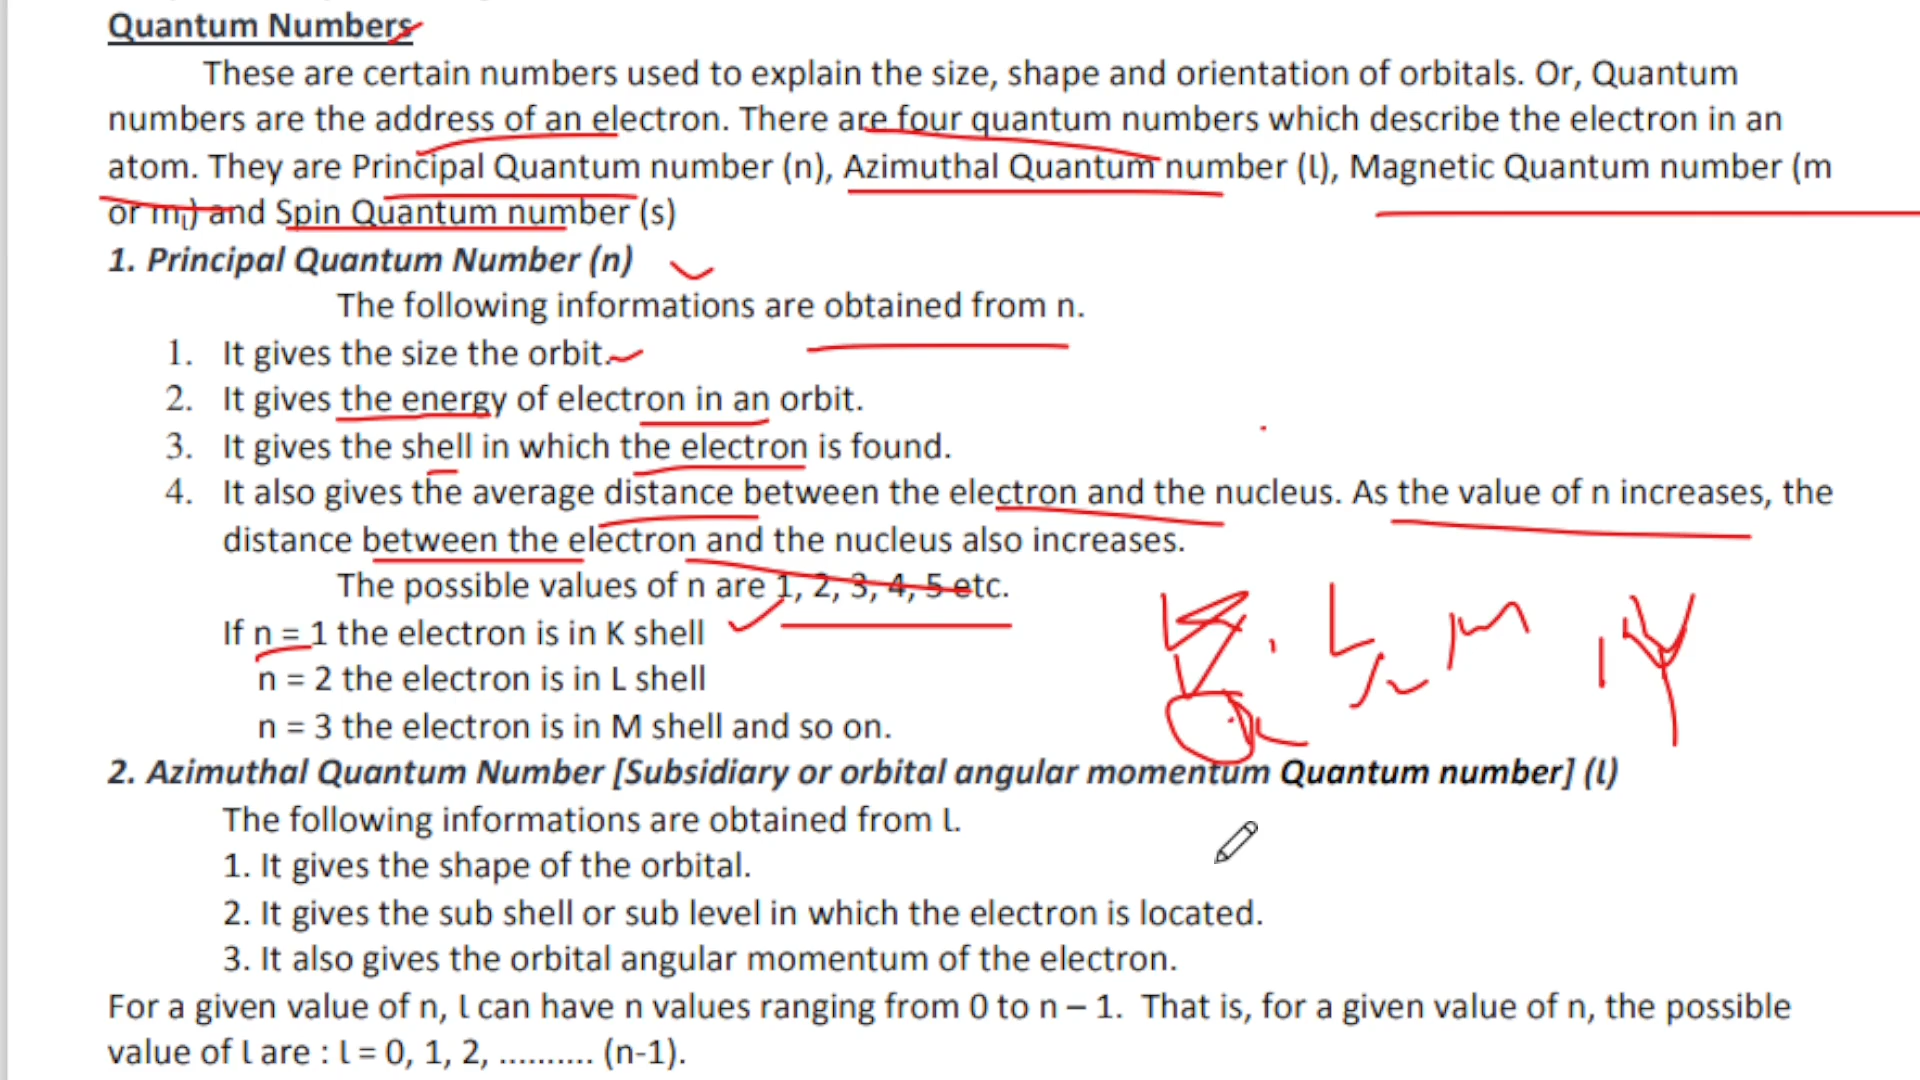 Quantum Numbers
These are certain numbers used to explain the size, shape and orientation of orbitals. Or, Quantum
numbers are the address of an electron. There are four quantum numbers which describe the electron in an
atom. They are Principal Quantum number (n), Azimuthal Quantum number (l), Magnetic Quantum number (m
or mₗ) and Spin Quantum number (s)
1. Principal Quantum Number (n)
The following informations are obtained from n.
1. It gives the size the orbit.
2. It gives the energy of electron in an orbit.
3. It gives the shell in which the electron is found.
4. It also gives the average distance between the electron and the nucleus. As the value of n increases, the
distance between the electron and the nucleus also increases.
The possible values of n are 1, 2, 3, 4, 5 etc.
If n = 1 the electron is in K shell
n = 2 the electron is in L shell
n = 3 the electron is in M shell and so on.
L, M
2. Azimuthal Quantum Number [Subsidiary or orbital angular momentum Quantum number] (l)
The following informations are obtained from l.
1. It gives the shape of the orbital.
2. It gives the sub shell or sub level in which the electron is located.
3. It also gives the orbital angular momentum of the electron.
For a given value of n, l can have n values ranging from 0 to n – 1. That is, for a given value of n, the possible
value of l are : l = 0, 1, 2, .......... (n-1).